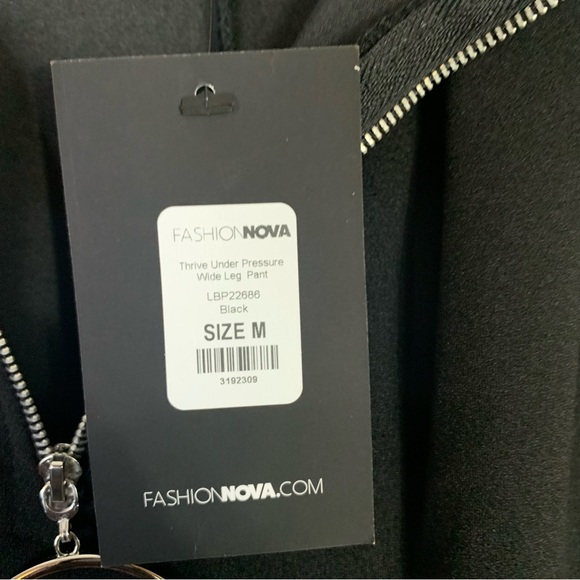 FASHIONNOVA
Thrive Under Pressure
Wide Leg Pant
LBP22686
Black
SIZE M
3192309
FASHIONNOVA.COM